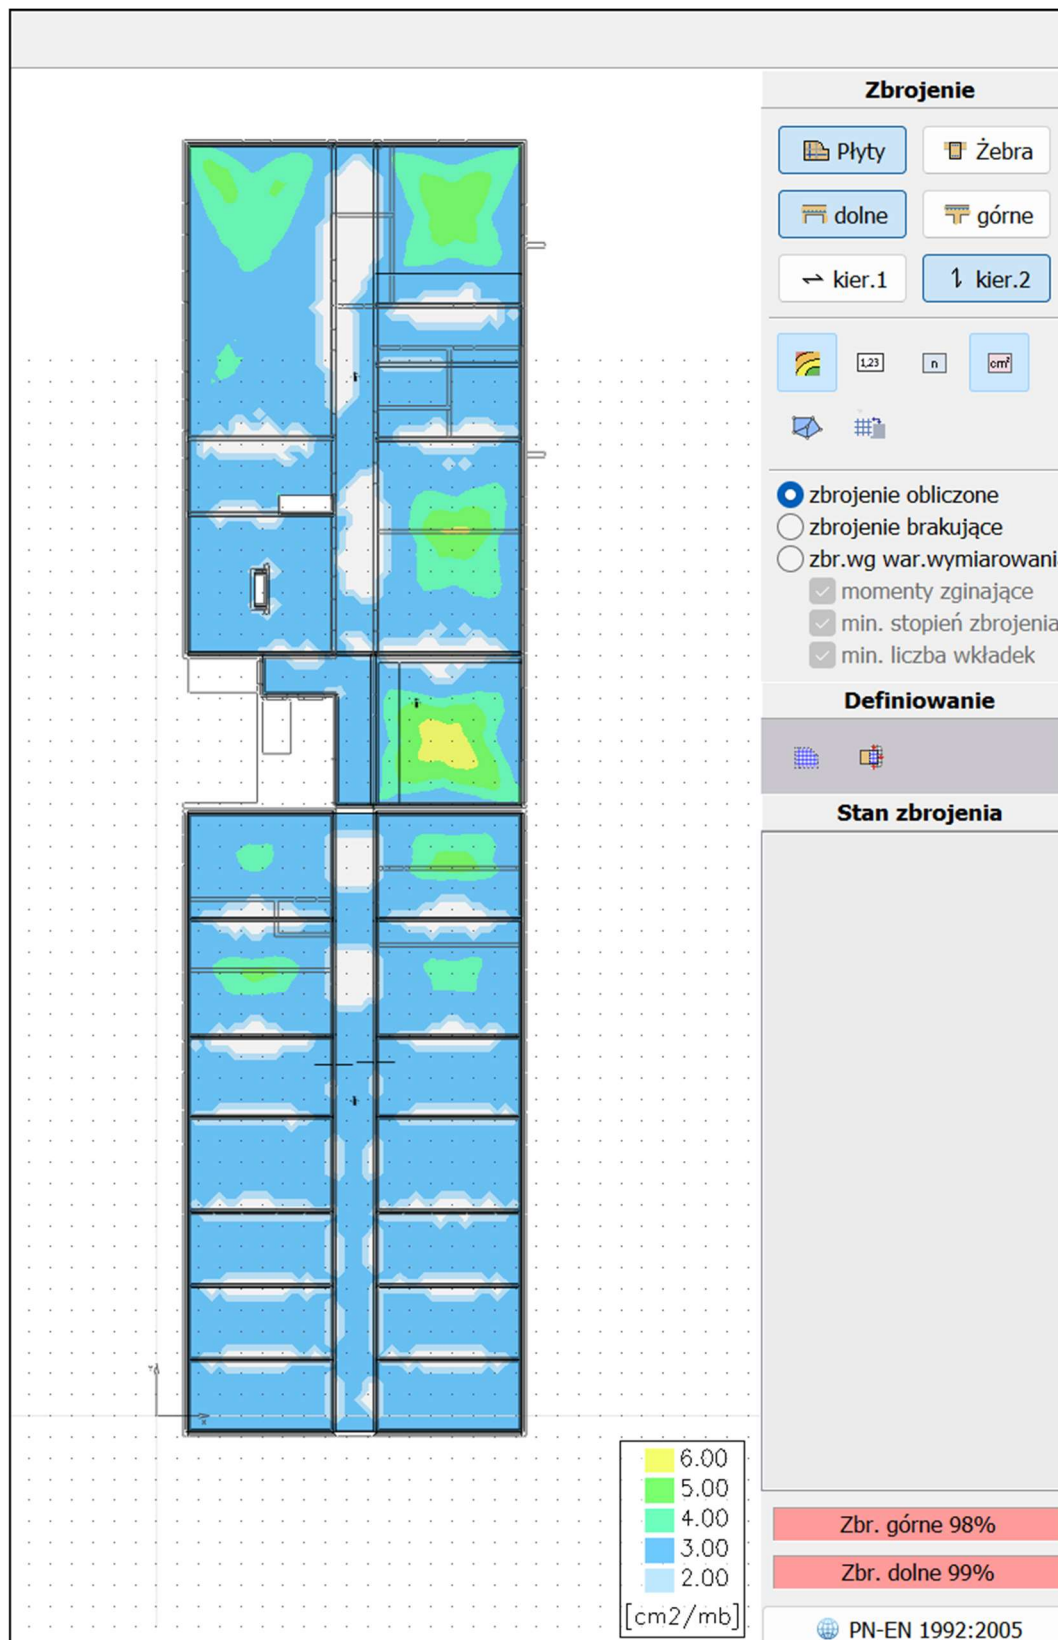 Zbrojenie
Płyty
Żebra
dolne
górne
kier.1
kier.2
1,23
n
cm²
zbrojenie obliczone
zbrojenie brakujące
zbr.wg war.wymiarowani
momenty zginające
min. stopień zbrojenia
min. liczba wkładek
Definiowanie
Stan zbrojenia
Y
X
6.00
5.00
4.00
3.00
2.00
[cm2/mb]
Zbr. górne 98%
Zbr. dolne 99%
PN-EN 1992:2005